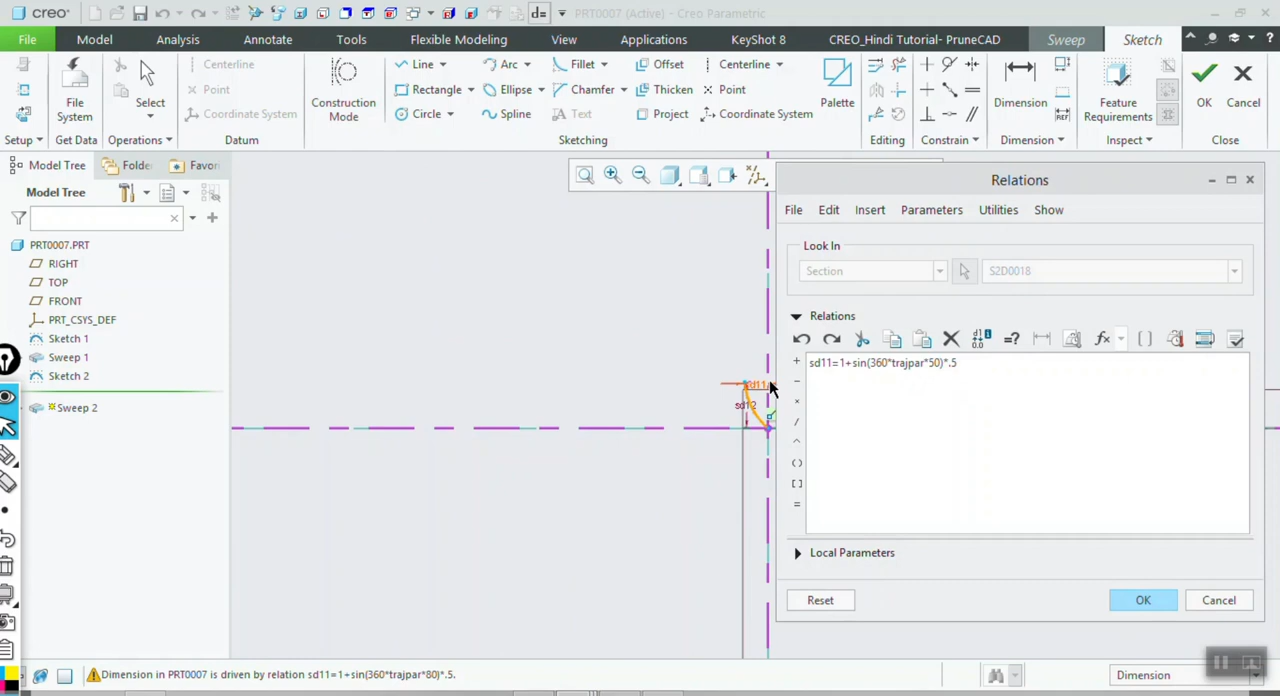 creo
PRT0007 (Active) - Creo Parametric
File Model Analysis Annotate Tools Flexible Modeling View Applications KeyShot 8 CREO_Hindi Tutorial- PruneCAD Sweep Sketch
Centerline Line Arc Fillet Offset Centerline
Point Rectangle Ellipse Chamfer Thicken Point
Coordinate System Circle Spline Text Project Coordinate System
File System Select Construction Mode Palette Dimension Feature Requirements OK Cancel
Setup Get Data Operations Datum Sketching Editing Constrain Dimension Inspect Close
Model Tree Folder Favori
Model Tree
PRT0007.PRT
RIGHT
TOP
FRONT
PRT_CSYS_DEF
Sketch 1
Sweep 1
Sketch 2
Sweep 2
sd11
sd12
Relations
File Edit Insert Parameters Utilities Show
Look In
Section S2D0018
Relations
sd11=1+sin(360*trajpar*50)*.5
Local Parameters
Reset OK Cancel
Dimension in PRT0007 is driven by relation sd11=1+sin(360*trajpar*80)*.5.
Dimension